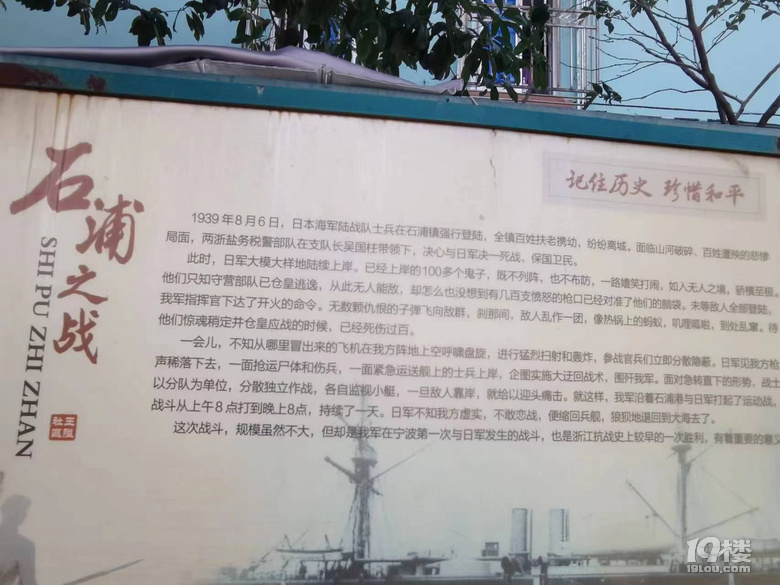 石浦之战
SHI PU ZHI ZHAN
记住历史 珍惜和平
1939年8月6日，日本海军陆战队士兵在石浦镇强行登陆，全镇百姓扶老携幼，纷纷离城。面临山河破碎、百姓遭殃的悲惨
局面，两浙盐务税警部队在支队长吴国柱带领下，决心与日军决一死战、保国卫民。
此时，日军大模大样地陆续上岸。已经上岸的100多个鬼子，既不列阵，也不布防，一路嬉笑打闹，如入无人之境，骄横至极。
他们只知守营部队已仓皇逃逸，从此无人能敌，却怎么也没想到有几百支愤怒的枪口已经对准了他们的脑袋。未等敌人全部登陆，
我军指挥官下达了开火的命令。无数颗仇恨的子弹飞向敌群，刹那间，敌人乱作一团，像热锅上的蚂蚁，叽哩呱啦，到处乱窜，待
他们惊魂稍定并仓皇应战的时候，已经死伤过百。
一会儿，不知从哪里冒出来的飞机在我方阵地上空呼啸盘旋，进行猛烈扫射和轰炸，参战官兵们立即分散隐蔽。日军见我方枪
声稀落下去，一面抢运尸体和伤兵，一面紧急运送舰上的士兵上岸，企图实施大迂回战术，围歼我军。面对急转直下的形势，战士
以分队为单位，分散独立作战，各自监视小艇，一旦敌人靠岸，就给以迎头痛击。就这样，我军沿着石浦港与日军打起了运动战，
战斗从上午8点打到晚上8点，持续了一天。日军不知我方虚实，不敢恋战，便缩回兵舰，狼狈地退回到大海去了。
这次战斗，规模虽然不大，但却是我军在宁波第一次与日军发生的战斗，也是浙江抗战史上较早的一次胜利，有着重要的意义
19楼
19lou.com